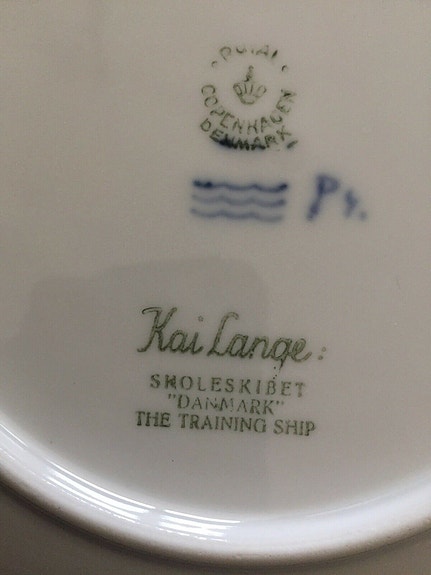 ROYAL
COPENHAGEN
DENMARK
Kai Lange:
SKOLESKIBET
"DANMARK"
THE TRAINING SHIP